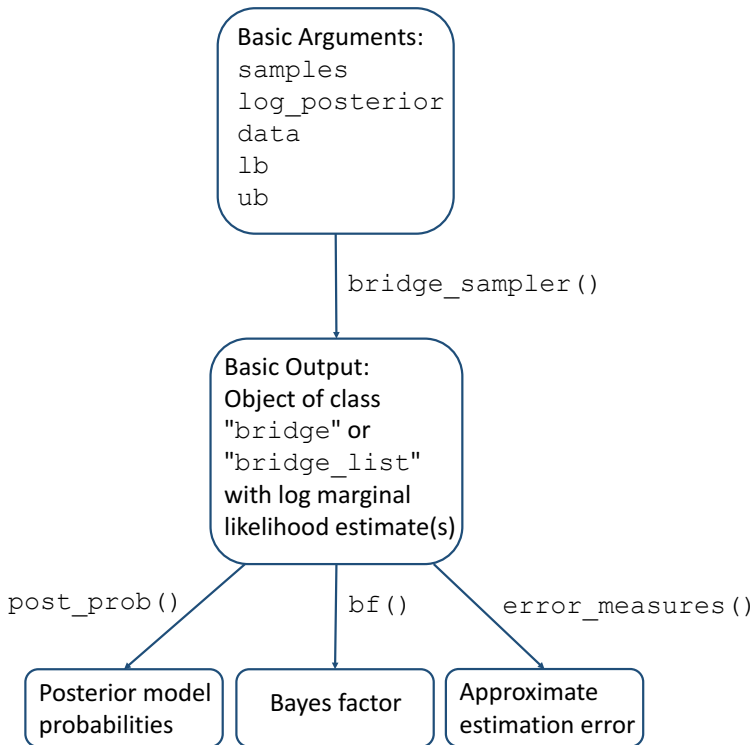 Basic Arguments:
samples
log_posterior
data
lb
ub
bridge_sampler()
Basic Output:
Object of class
"bridge" or
"bridge_list"
with log marginal
likelihood estimate(s)
post_prob()
bf()
error_measures()
Posterior model
probabilities
Bayes factor
Approximate
estimation error